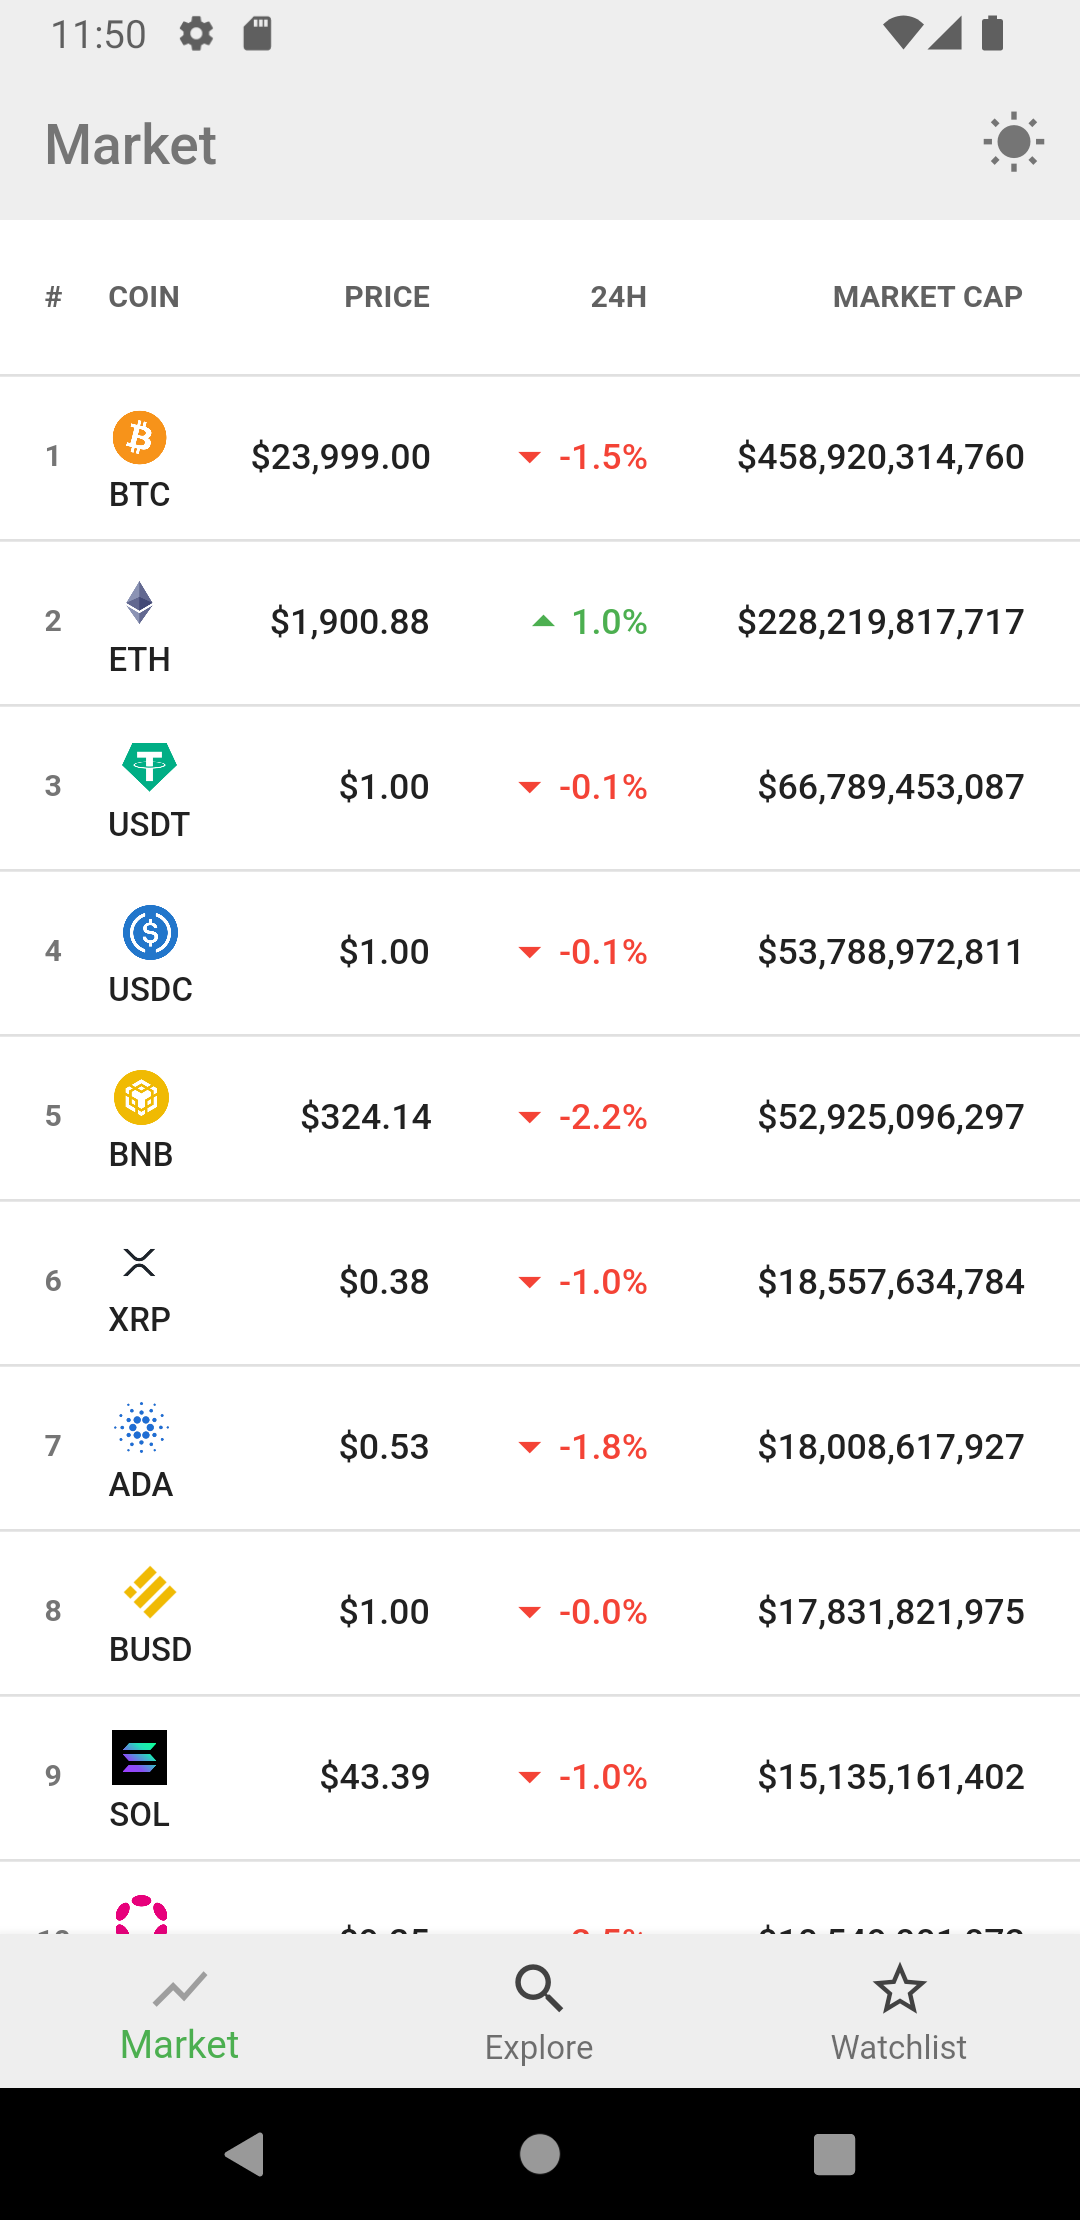 11:50
Market
# COIN PRICE 24H MARKET CAP
1 BTC $23,999.00 -1.5% $458,920,314,760
2 ETH $1,900.88 1.0% $228,219,817,717
3 USDT $1.00 -0.1% $66,789,453,087
4 USDC $1.00 -0.1% $53,788,972,811
5 BNB $324.14 -2.2% $52,925,096,297
6 XRP $0.38 -1.0% $18,557,634,784
7 ADA $0.53 -1.8% $18,008,617,927
8 BUSD $1.00 -0.0% $17,831,821,975
9 SOL $43.39 -1.0% $15,135,161,402
Market Explore Watchlist